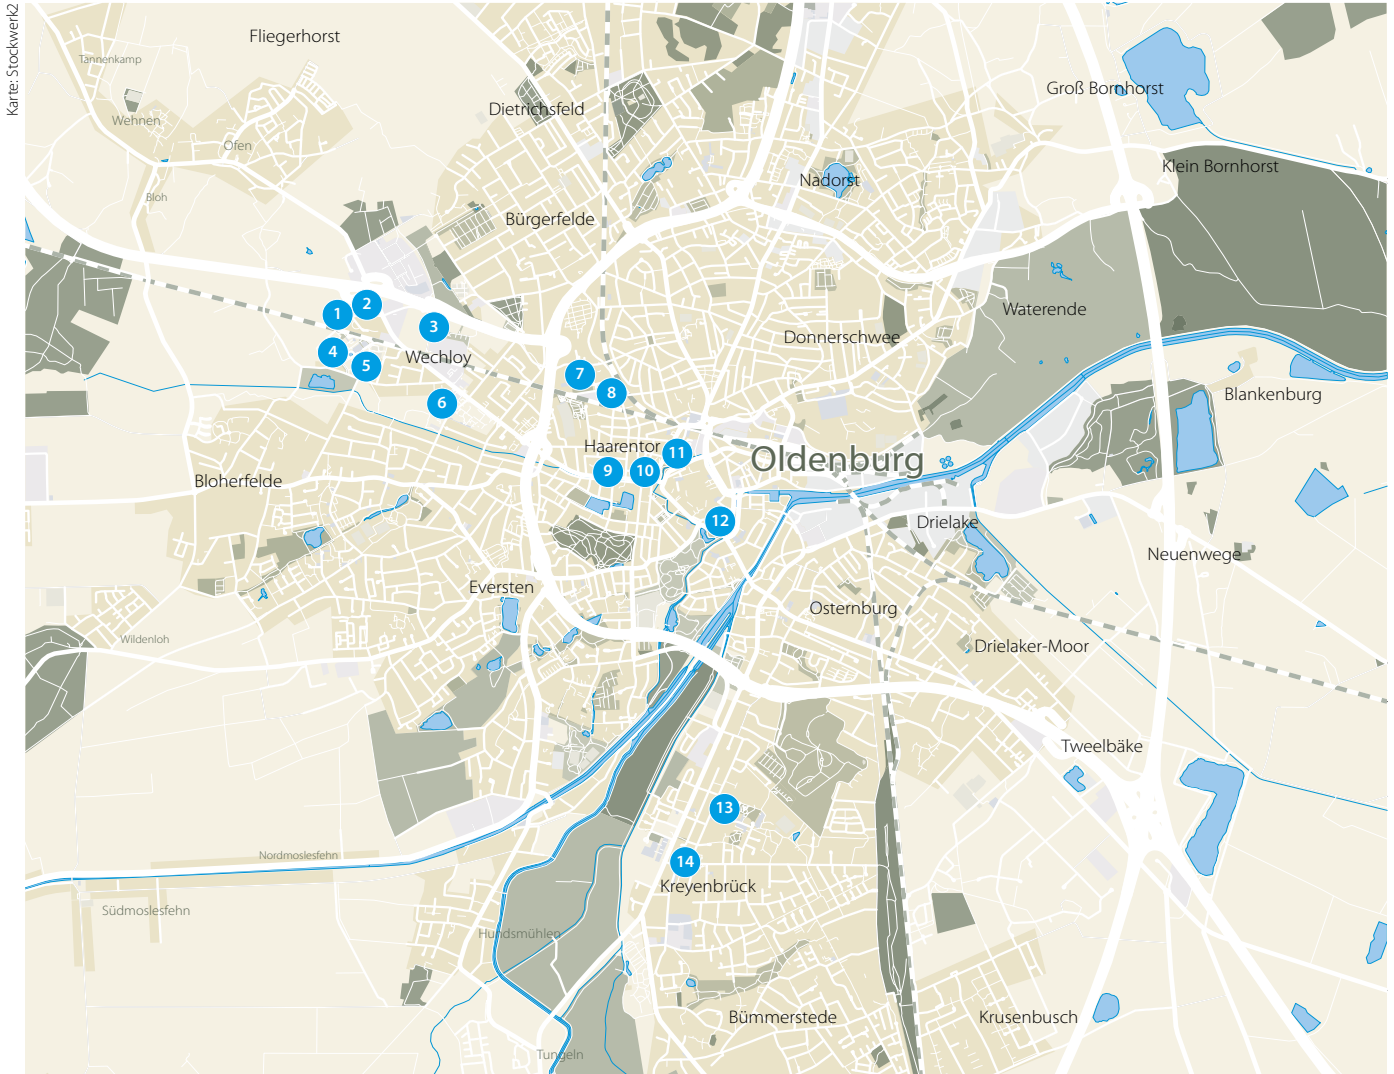 Karte: Stockwerk2
Fliegerhorst
Tannenkamp
Groß Bornhorst
Dietrichsfeld
Wehnen
Ofen
Klein Bornhorst
Nadorst
Bloh
Bürgerfelde
2
1
3
Waterende
Donnerschwee
4
Wechloy
5
7
8
Blankenburg
6
Haarentor
11
Oldenburg
9
10
Bloherfelde
12
Drielake
Neuenwege
Eversten
Osternburg
Wildenloh
Drielaker-Moor
Tweelbäke
13
Nordmoslesfehn
14
Kreyenbrück
Südmoslesfehn
Hundsmühlen
Bümmerstede
Krusenbusch
Tungeln